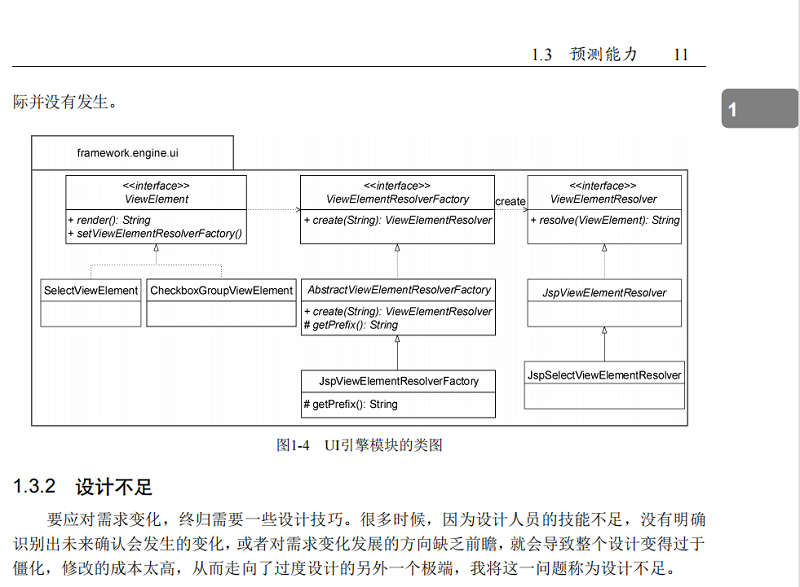 1.3 预测能力 11
1
际并没有发生。
framework.engine.ui
<<interface>>
ViewElement
+ render(): String
+ setViewElementResolverFactory()
<<interface>>
ViewElementResolverFactory
+ create(String): ViewElementResolver
create
<<interface>>
ViewElementResolver
+ resolve(ViewElement): String
SelectViewElement
CheckboxGroupViewElement
AbstractViewElementResolverFactory
+ create(String): ViewElementResolver
# getPrefix(): String
JspViewElementResolver
JspViewElementResolverFactory
# getPrefix(): String
JspSelectViewElementResolver
图1-4 UI引擎模块的类图
1.3.2 设计不足
要应对需求变化，终归需要一些设计技巧。很多时候，因为设计人员的技能不足，没有明确
识别出未来确认会发生的变化，或者对需求变化发展的方向缺乏前瞻，就会导致整个设计变得过于
僵化，修改的成本太高，从而走向了过度设计的另外一个极端，我将这一问题称为设计不足。